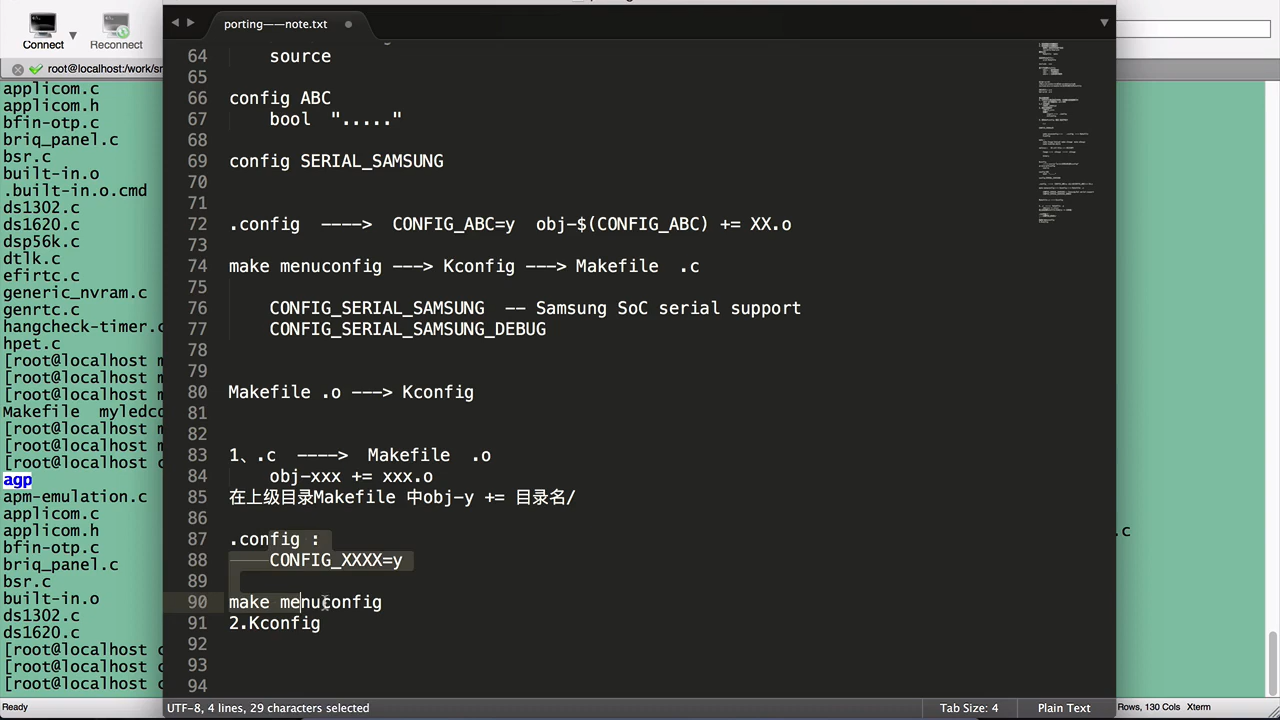 Connect
Reconnect
root@localhost:/work/sr
applicom.c
applicom.h
bfin-otp.c
briq_panel.c
bsr.c
built-in.o
.built-in.o.cmd
ds1302.c
ds1620.c
dsp56k.c
dtlk.c
efirtc.c
generic_nvram.c
genrtc.c
hangcheck-timer.c
hpet.c
[root@localhost m
[root@localhost m
[root@localhost m
Makefile  myledco
[root@localhost m
[root@localhost m
[root@localhost c
agp
apm-emulation.c
applicom.c
applicom.h
bfin-otp.c
bsr.c
built-in.o
ds1302.c
ds1620.c
[root@localhost c
[root@localhost c
[root@localhost c
Ready
porting——note.txt
64 source
65
66 config ABC
67 bool  "....."
68
69 config SERIAL_SAMSUNG
70
71
72 .config  ----> CONFIG_ABC=y  obj-$(CONFIG_ABC) += XX.o
73
74 make menuconfig ---> Kconfig ---> Makefile  .c
75
76 CONFIG_SERIAL_SAMSUNG  -- Samsung SoC serial support
77 CONFIG_SERIAL_SAMSUNG_DEBUG
78
79
80 Makefile .o ---> Kconfig
81
82
83 1、.c  ---->  Makefile  .o
84 obj-xxx += xxx.o
85 在上级目录Makefile 中obj-y += 目录名/
86
87 .config :
88 CONFIG_XXXX=y
89
90 make menuconfig
91 2.Kconfig
92
93
94
UTF-8, 4 lines, 29 characters selected
Tab Size: 4
Plain Text
.c
Rows, 130 Cols
Xterm